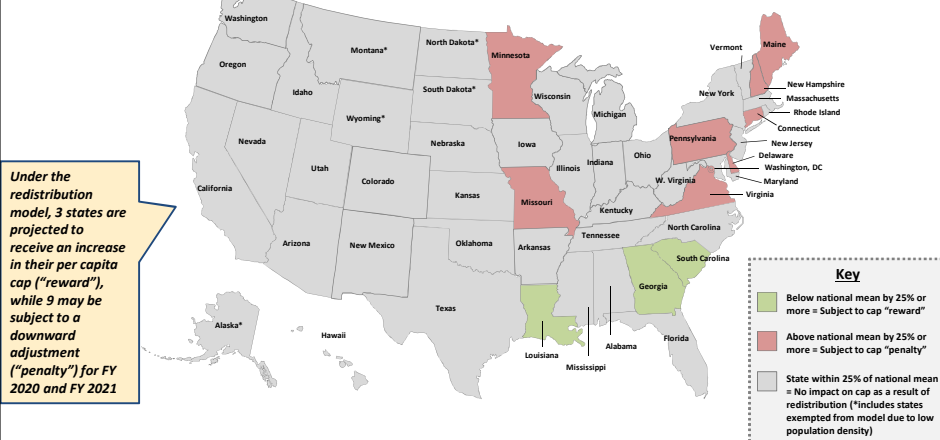 Under the
redistribution
model, 3 states are
projected to
receive an increase
in their per capita
cap (“reward”),
while 9 may be
subject to a
downward
adjustment
(“penalty”) for FY
2020 and FY 2021
Washington
Oregon
California
Nevada
Idaho
Montana*
Wyoming*
Utah
Arizona
Colorado
New Mexico
North Dakota*
South Dakota*
Nebraska
Kansas
Oklahoma
Texas
Minnesota
Iowa
Missouri
Arkansas
Louisiana
Wisconsin
Illinois
Michigan
Indiana
Ohio
Kentucky
Tennessee
Mississippi
Alabama
Georgia
Florida
South Carolina
North Carolina
W. Virginia
Virginia
Pennsylvania
New York
Vermont
Maine
New Hampshire
Massachusetts
Rhode Island
Connecticut
New Jersey
Delaware
Washington, DC
Maryland
Alaska*
Hawaii
Key
Below national mean by 25% or
more = Subject to cap “reward”
Above national mean by 25% or
more = Subject to cap “penalty”
State within 25% of national mean
= No impact on cap as a result of
redistribution (*includes states
exempted from model due to low
population density)